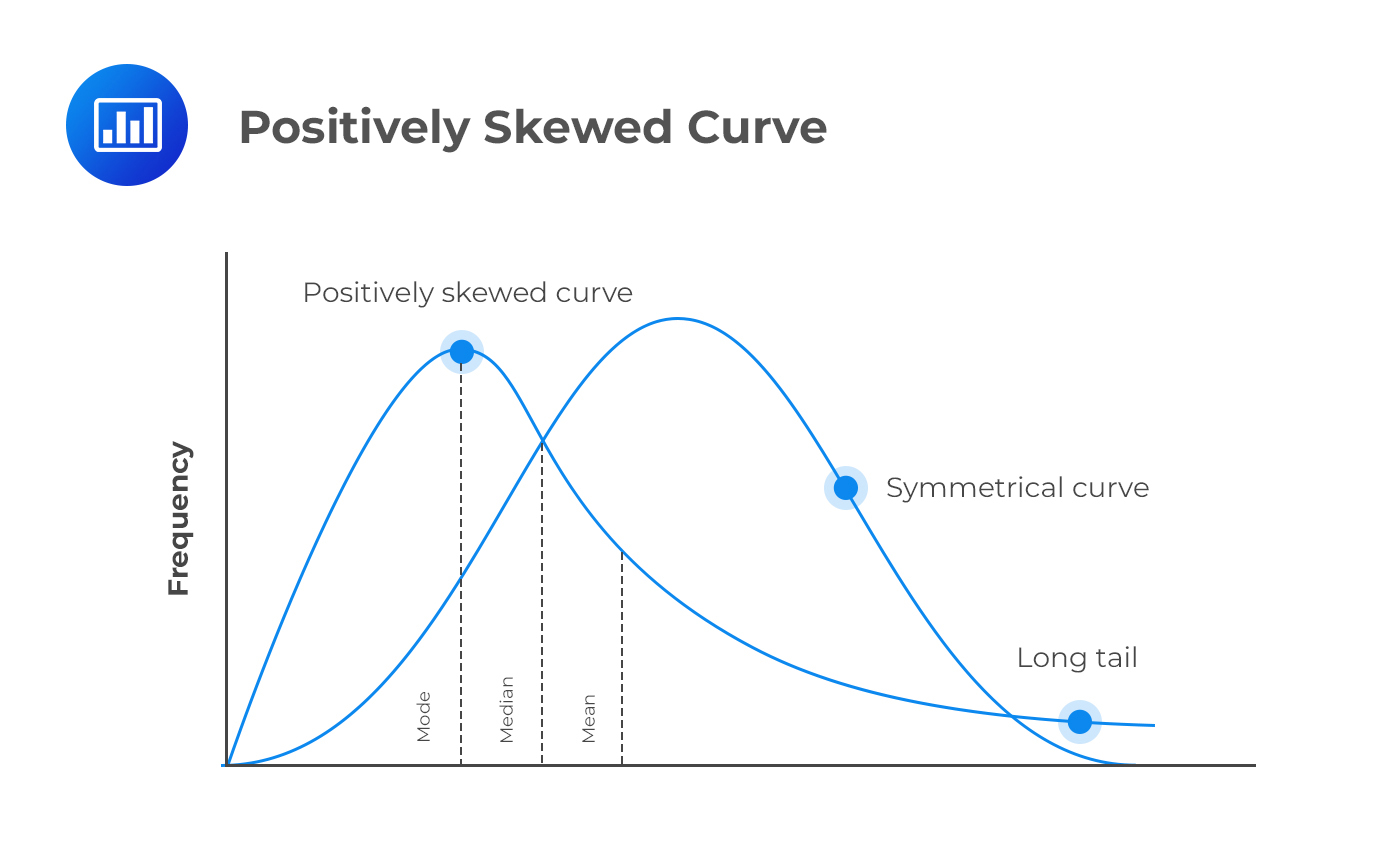 Positively Skewed Curve
Positively skewed curve
Frequency
Symmetrical curve
Long tail
Mode
Median
Mean